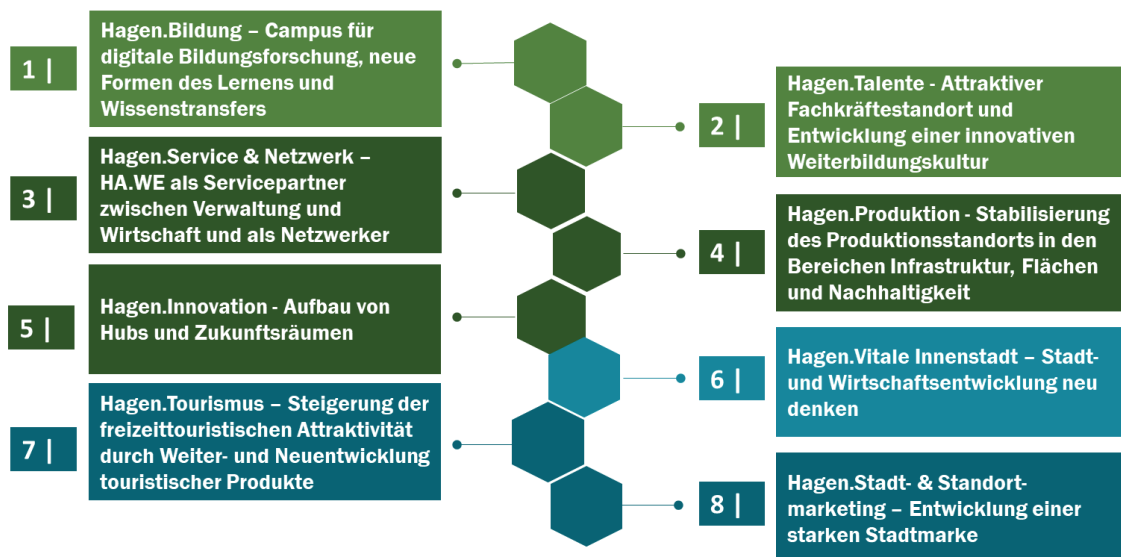 1 |
Hagen.Bildung – Campus für
digitale Bildungsforschung, neue
Formen des Lernens und
Wissenstransfers
2 |
Hagen.Talente - Attraktiver
Fachkräftestandort und
Entwicklung einer innovativen
Weiterbildungskultur
3 |
Hagen.Service & Netzwerk –
HA.WE als Servicepartner
zwischen Verwaltung und
Wirtschaft und als Netzwerker
4 |
Hagen.Produktion - Stabilisierung
des Produktionsstandorts in den
Bereichen Infrastruktur, Flächen
und Nachhaltigkeit
5 |
Hagen.Innovation - Aufbau von
Hubs und Zukunftsräumen
6 |
Hagen.Vitale Innenstadt – Stadt-
und Wirtschaftsentwicklung neu
denken
7 |
Hagen.Tourismus – Steigerung der
freizeittouristischen Attraktivität
durch Weiter- und Neuentwicklung
touristischer Produkte
8 |
Hagen.Stadt- & Standort-
marketing – Entwicklung einer
starken Stadtmarke